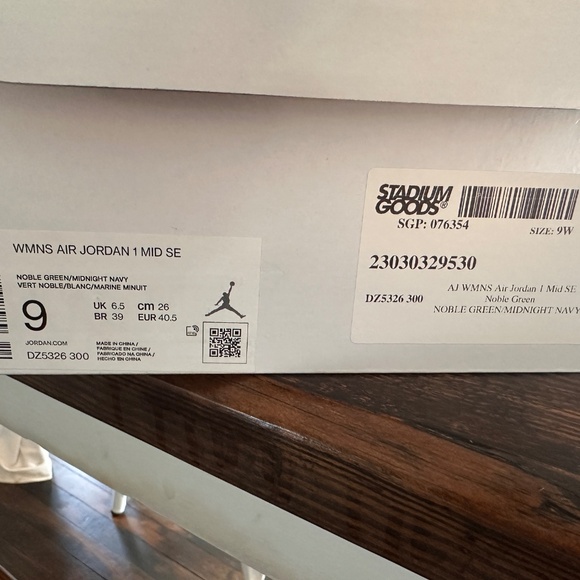 WMNS AIR JORDAN 1 MID SE
NOBLE GREEN/MIDNIGHT NAVY
VERT NOBLE/BLANC/MARINE MINUIT
9
UK 6.5 cm 26
BR 39 EUR 40.5
JORDAN.COM
DZ5326 300
MADE IN CHINA /
FABRIQUÉ EN CHINE /
FABRICADO NA CHINA /
HECHO EN CHINA
STADIUM
GOODS®
SGP: 076354
SIZE: 9W
23030329530
AJ WMNS Air Jordan 1 Mid SE
DZ5326 300
Noble Green
NOBLE GREEN/MIDNIGHT NAVY